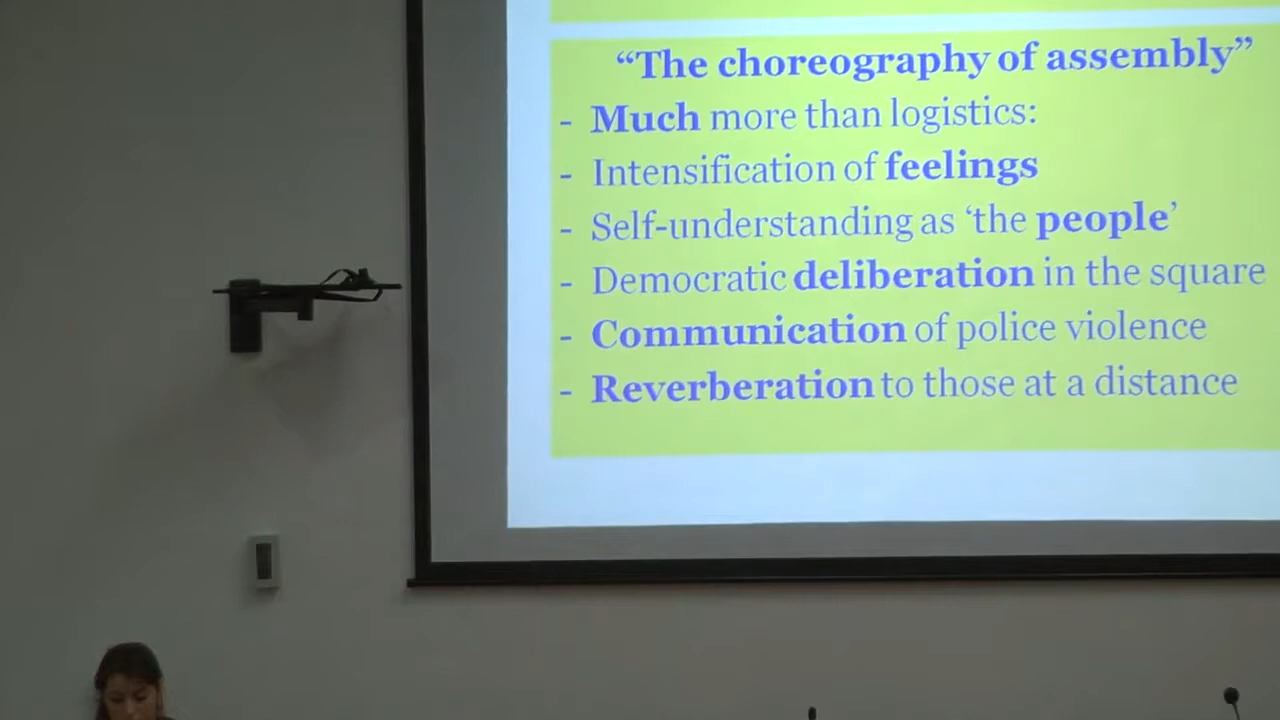 “The choreography of assembly”
- Much more than logistics:
- Intensification of feelings
- Self-understanding as ‘the people’
- Democratic deliberation in the square
- Communication of police violence
- Reverberation to those at a distance